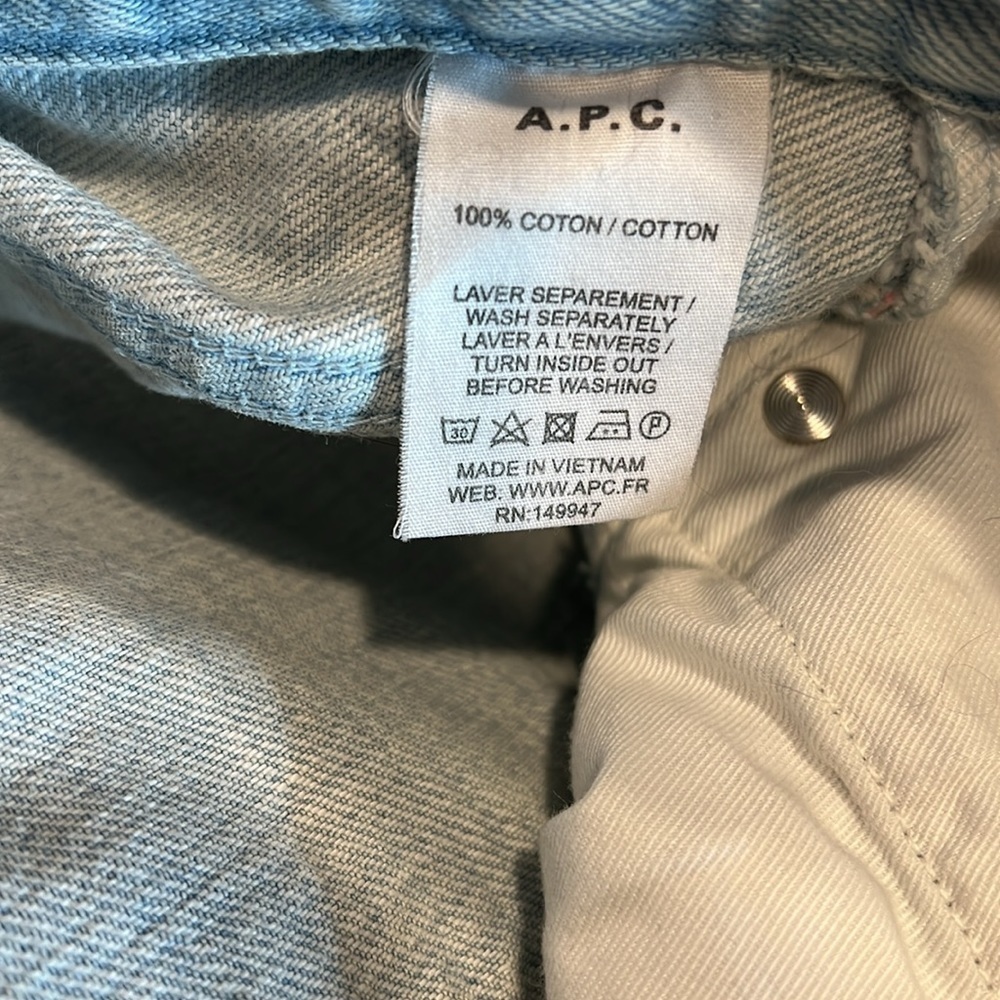 A.P.C.
100% COTON / COTTON
LAVER SEPAREMENT /
WASH SEPARATELY
LAVER A L'ENVERS /
TURN INSIDE OUT
BEFORE WASHING
30 P
MADE IN VIETNAM
WEB: WWW.APC.FR
RN:149947